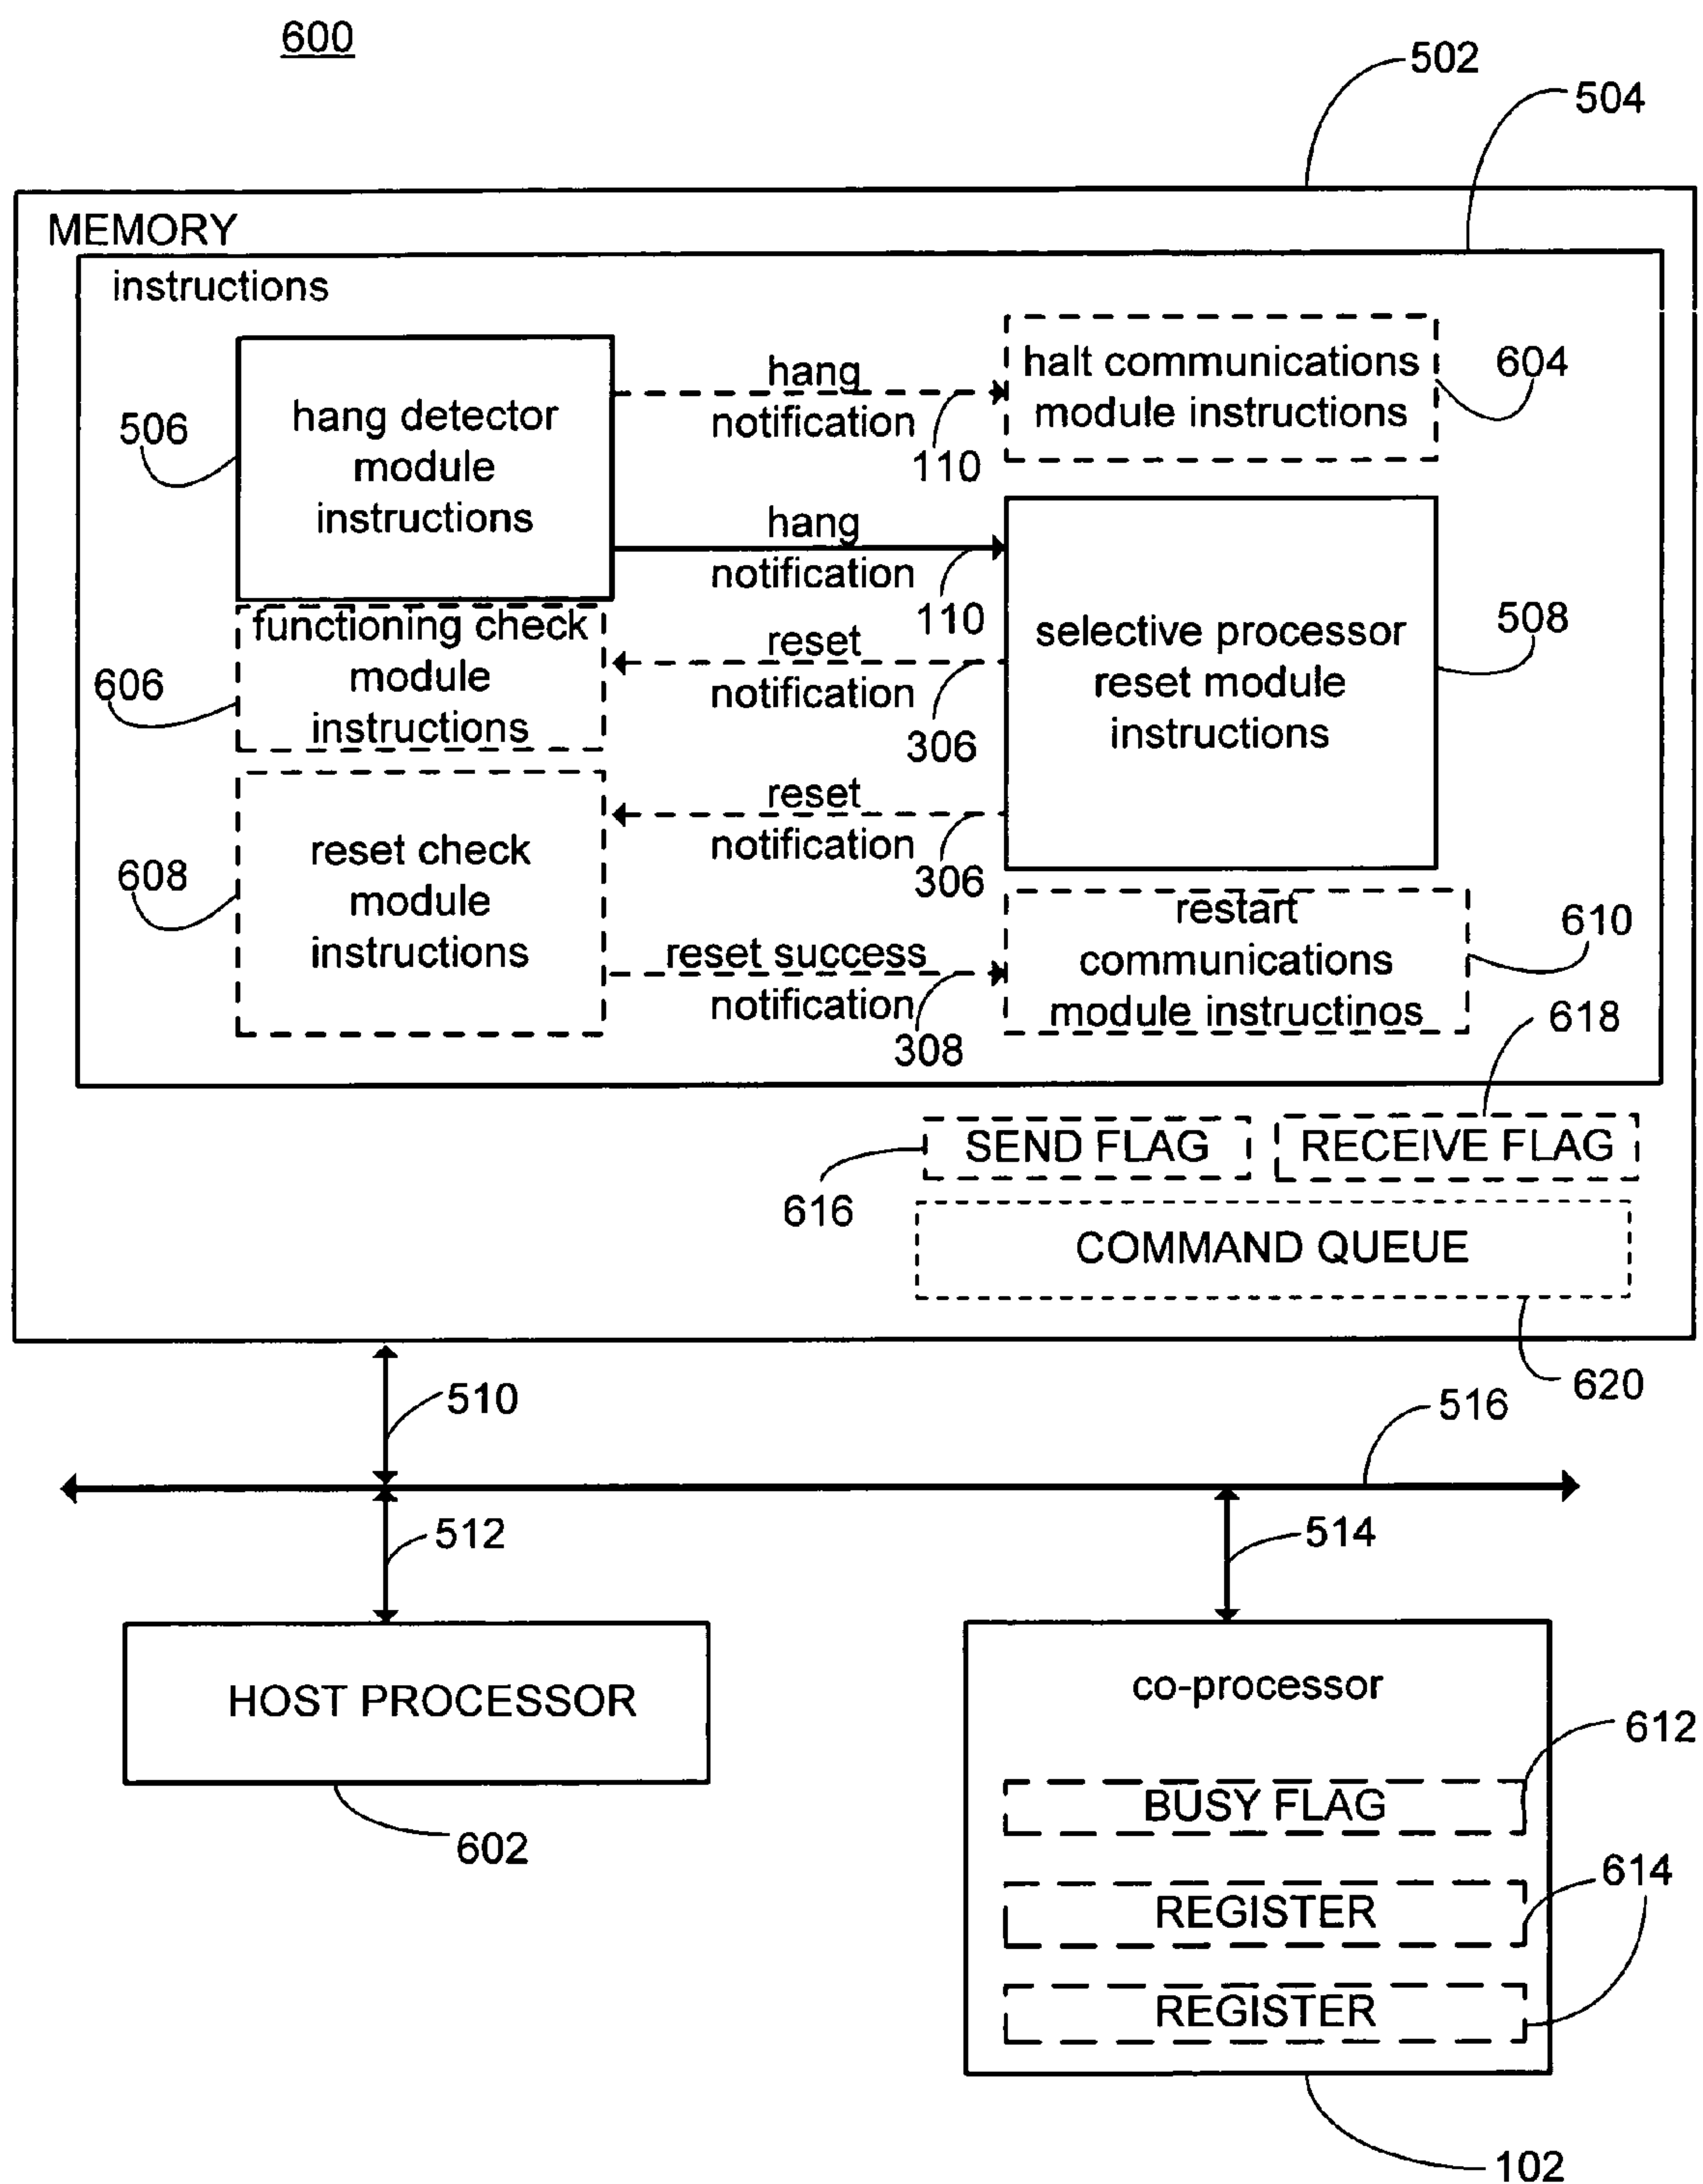 600
502
504
MEMORY
instructions
hang detector
module
instructions
506
hang
notification
110
halt communications
module instructions
604
hang
notification
110
selective processor
reset module
instructions
508
functioning check
module
instructions
606
reset
notification
306
reset
notification
306
reset check
module
instructions
608
reset success
notification
308
restart
communications
module instructinos
610
618
SEND FLAG
RECEIVE FLAG
616
COMMAND QUEUE
620
510
516
512
514
HOST PROCESSOR
602
co-processor
612
BUSY FLAG
614
REGISTER
REGISTER
102